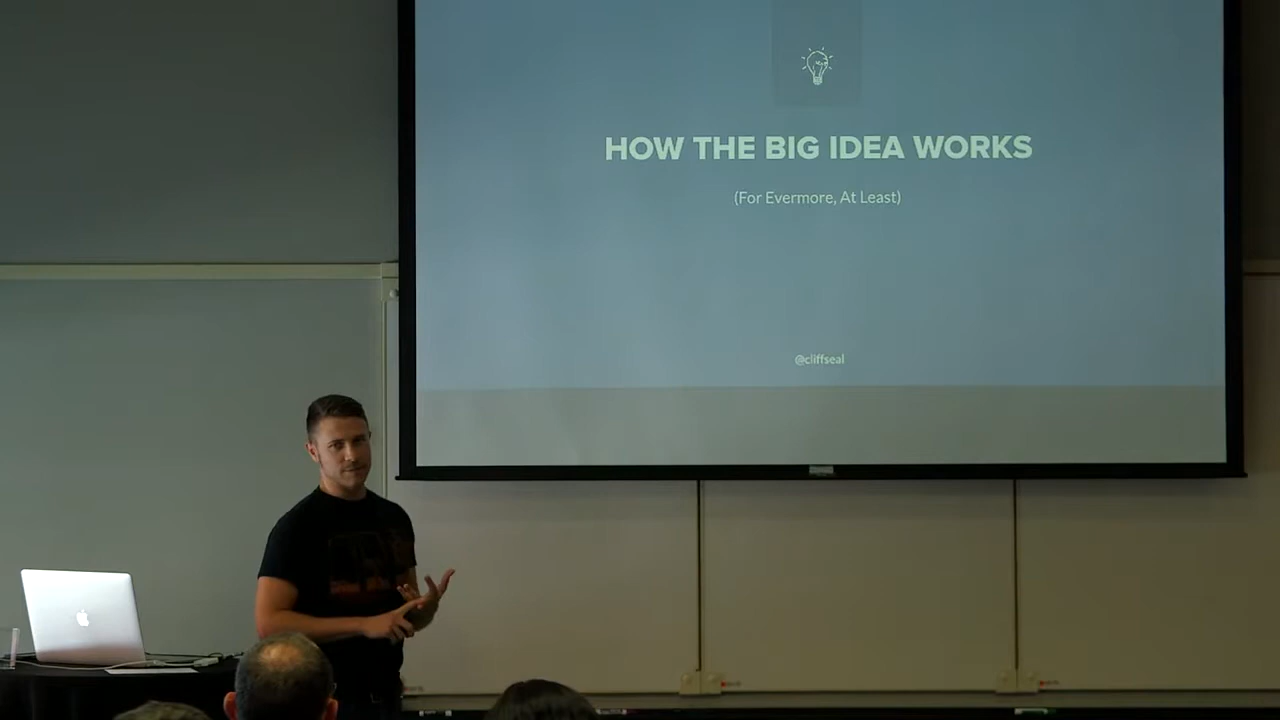 HOW THE BIG IDEA WORKS
(For Evermore, At Least)
@cliffseal